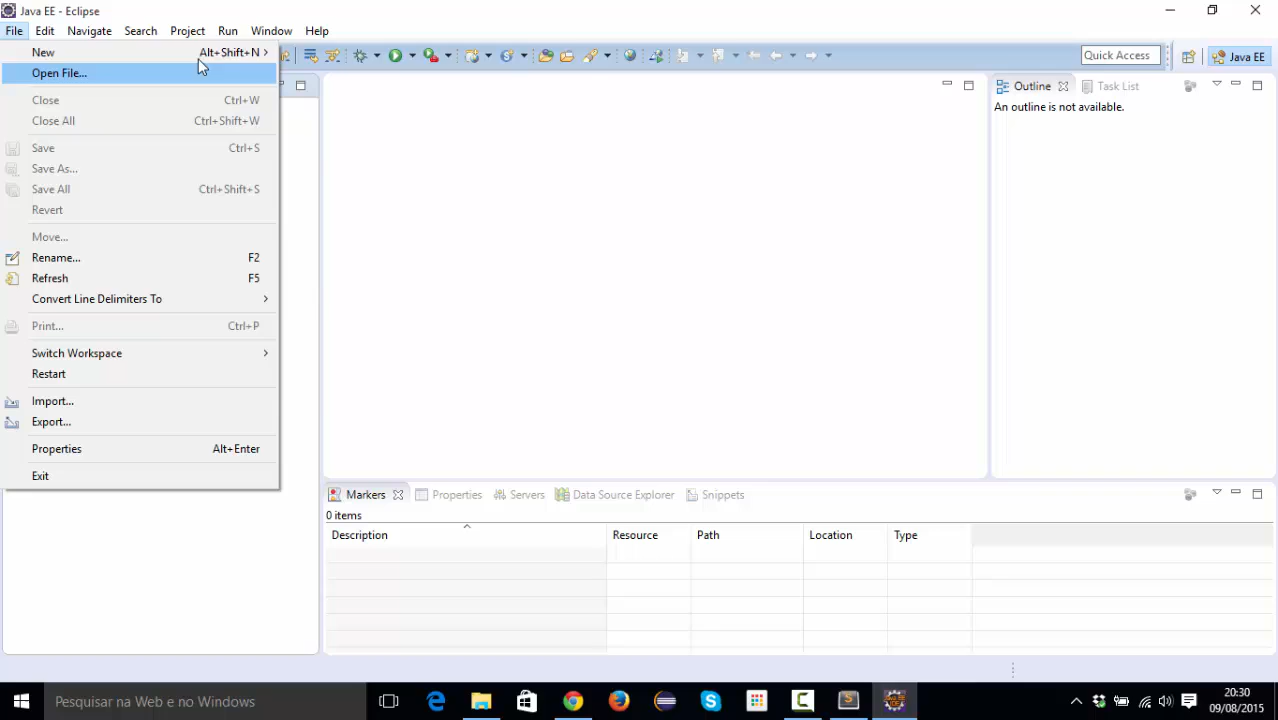 Java EE - Eclipse
File Edit Navigate Search Project Run Window Help
New Alt+Shift+N
Quick Access Java EE
Open File...
Outline Task List
Close Ctrl+W
An outline is not available.
Close All Ctrl+Shift+W
Save Ctrl+S
Save As...
Save All Ctrl+Shift+S
Revert
Move...
Rename... F2
Refresh F5
Convert Line Delimiters To
Print... Ctrl+P
Switch Workspace
Restart
Import...
Export...
Properties Alt+Enter
Exit
Markers Properties Servers Data Source Explorer Snippets
0 items
Description Resource Path Location Type
Pesquisar na Web e no Windows
20:30
09/08/2015